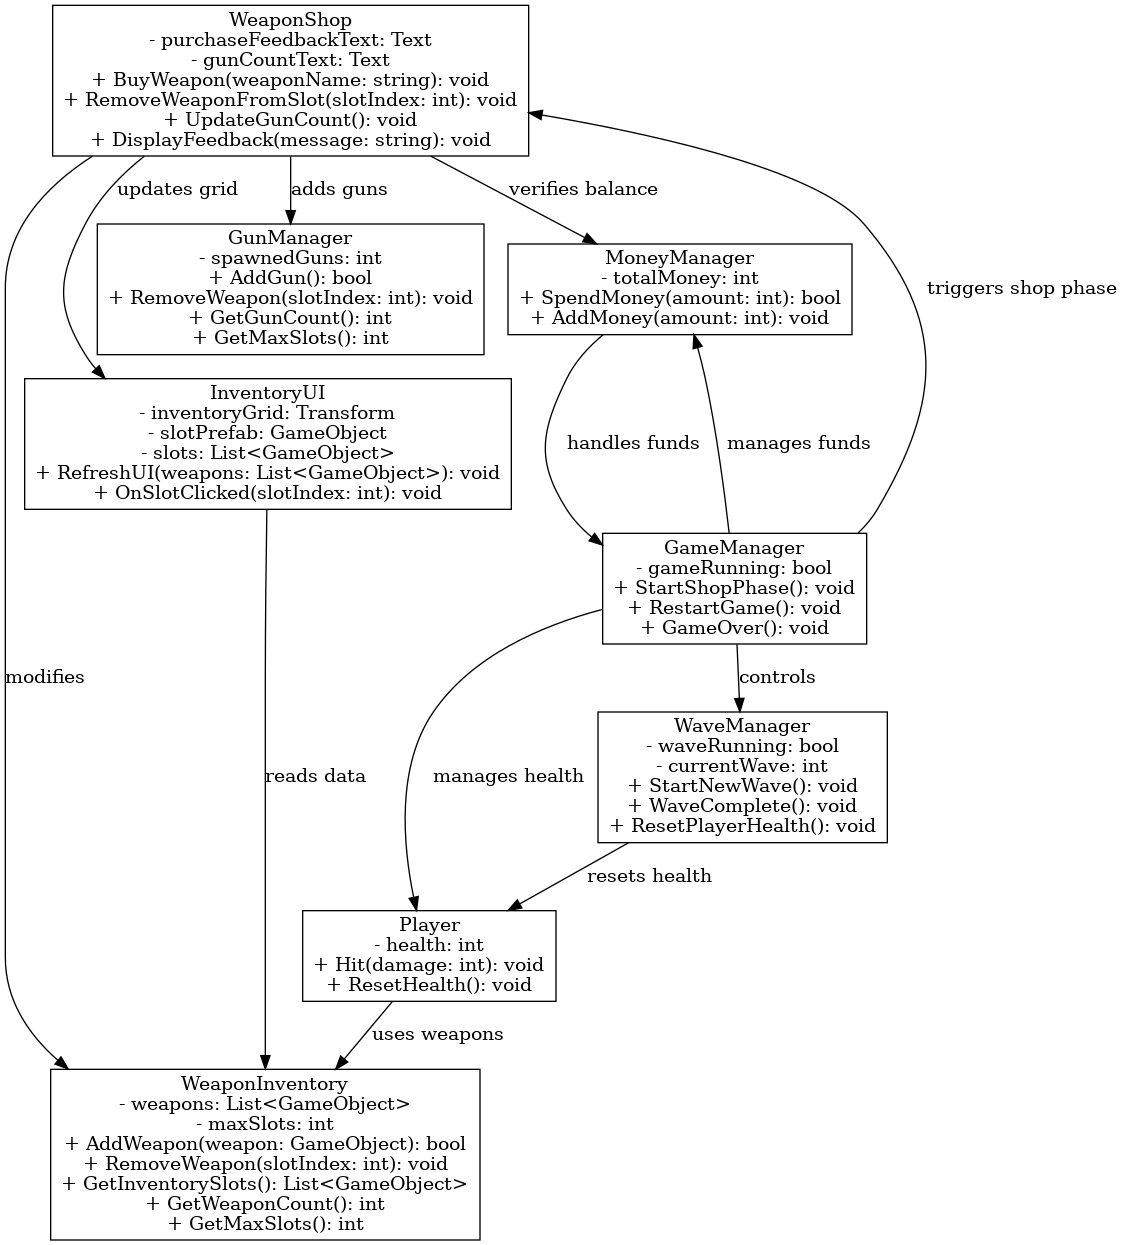 WeaponShop
- purchaseFeedbackText: Text
- gunCountText: Text
+ BuyWeapon(weaponName: string): void
+ RemoveWeaponFromSlot(slotIndex: int): void
+ UpdateGunCount(): void
+ DisplayFeedback(message: string): void
updates grid
adds guns
verifies balance
GunManager
- spawnedGuns: int
+ AddGun(): bool
+ RemoveWeapon(slotIndex: int): void
+ GetGunCount(): int
+ GetMaxSlots(): int
MoneyManager
- totalMoney: int
+ SpendMoney(amount: int): bool
+ AddMoney(amount: int): void
triggers shop phase
InventoryUI
- inventoryGrid: Transform
- slotPrefab: GameObject
- slots: List<GameObject>
+ RefreshUI(weapons: List<GameObject>): void
+ OnSlotClicked(slotIndex: int): void
handles funds
manages funds
GameManager
- gameRunning: bool
+ StartShopPhase(): void
+ RestartGame(): void
+ GameOver(): void
modifies
controls
WaveManager
- waveRunning: bool
- currentWave: int
+ StartNewWave(): void
+ WaveComplete(): void
+ ResetPlayerHealth(): void
reads data
manages health
resets health
Player
- health: int
+ Hit(damage: int): void
+ ResetHealth(): void
uses weapons
WeaponInventory
- weapons: List<GameObject>
- maxSlots: int
+ AddWeapon(weapon: GameObject): bool
+ RemoveWeapon(slotIndex: int): void
+ GetInventorySlots(): List<GameObject>
+ GetWeaponCount(): int
+ GetMaxSlots(): int